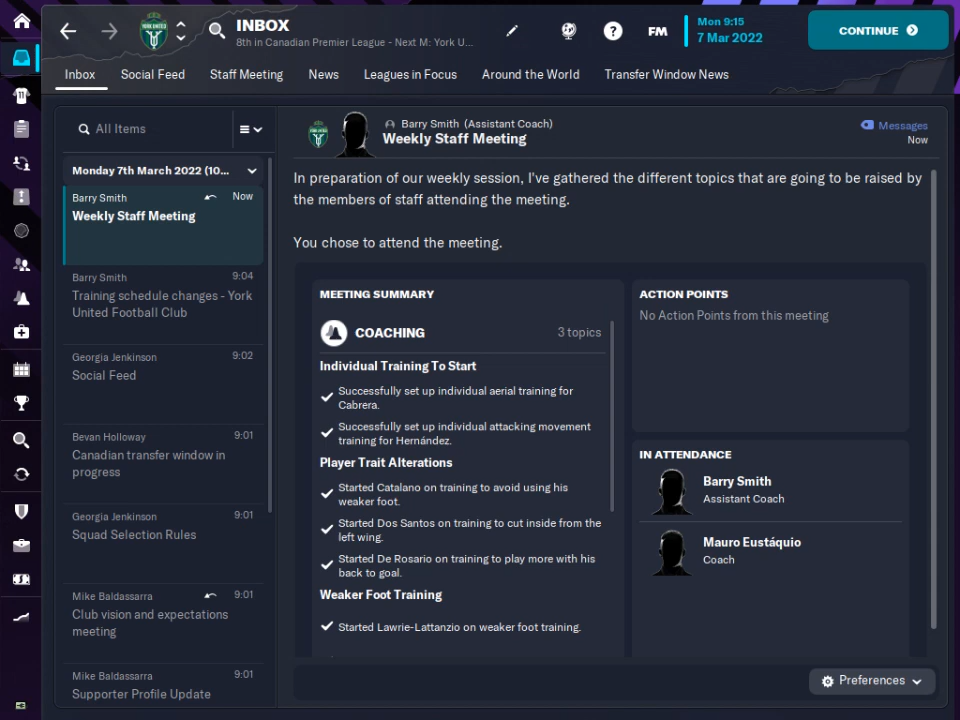 INBOX
8th in Canadian Premier League - Next M: York U...
FM
Mon 9:15
7 Mar 2022
CONTINUE
Inbox
Social Feed
Staff Meeting
News
Leagues in Focus
Around the World
Transfer Window News
All Items
Monday 7th March 2022 (10...
Barry Smith
Now
Weekly Staff Meeting
Barry Smith
9:04
Training schedule changes - York
United Football Club
Georgia Jenkinson
9:02
Social Feed
Bevan Holloway
9:01
Canadian transfer window in
progress
Georgia Jenkinson
9:01
Squad Selection Rules
Mike Baldassarra
9:01
Club vision and expectations
meeting
Mike Baldassarra
9:01
Supporter Profile Update
Barry Smith (Assistant Coach)
Weekly Staff Meeting
Messages
Now
In preparation of our weekly session, I've gathered the different topics that are going to be raised by
the members of staff attending the meeting.
You chose to attend the meeting.
MEETING SUMMARY
COACHING
3 topics
Individual Training To Start
Successfully set up individual aerial training for
Cabrera.
Successfully set up individual attacking movement
training for Hernández.
Player Trait Alterations
Started Catalano on training to avoid using his
weaker foot.
Started Dos Santos on training to cut inside from the
left wing.
Started De Rosario on training to play more with his
back to goal.
Weaker Foot Training
Started Lawrie-Lattanzio on weaker foot training.
ACTION POINTS
No Action Points from this meeting
IN ATTENDANCE
Barry Smith
Assistant Coach
Mauro Eustáquio
Coach
Preferences